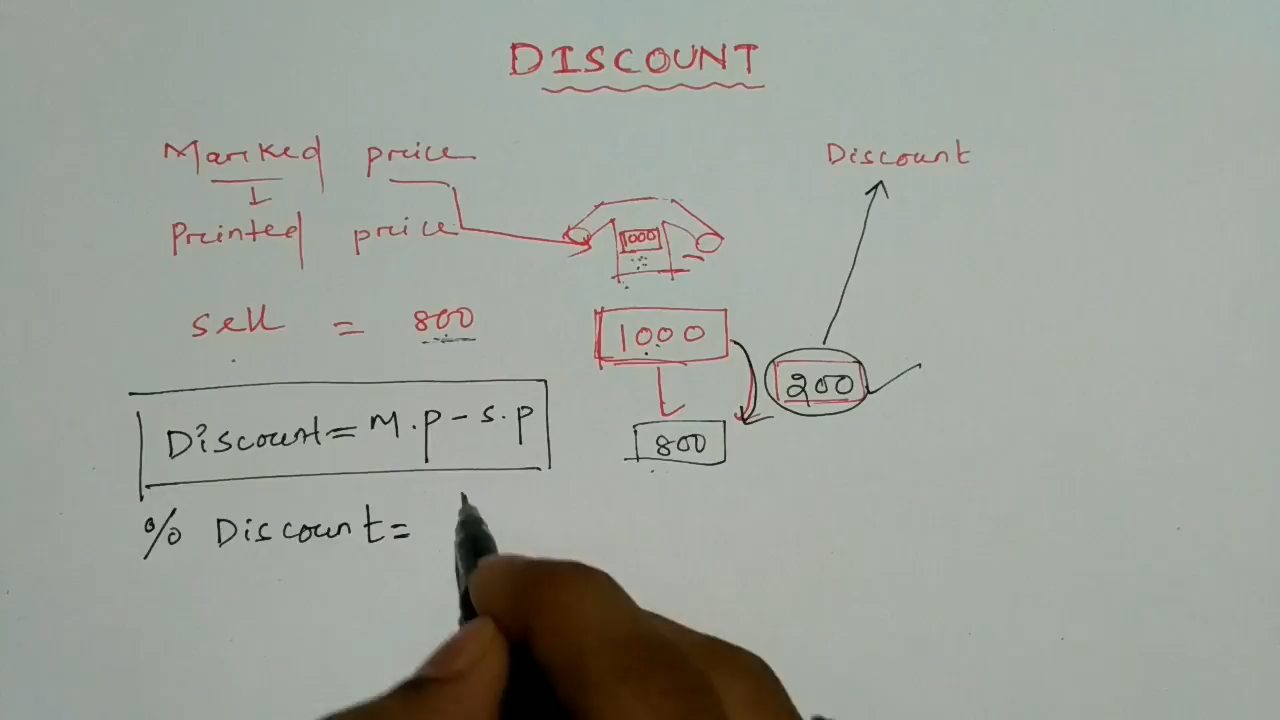 DISCOUNT
Marked price
Printed price
1000
Discount
sell = 800
1000
200
800
Discount = M.p - s.p
% Discount =